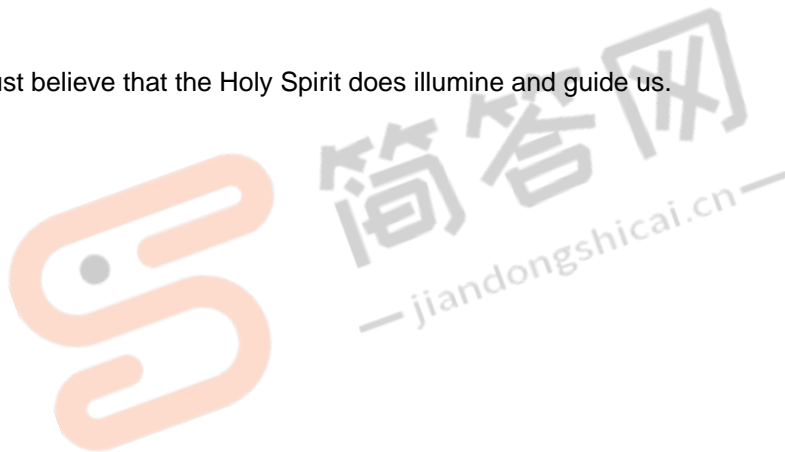 ust believe that the Holy Spirit does illumine and guide us.
简答网
jiandongshicai.cn